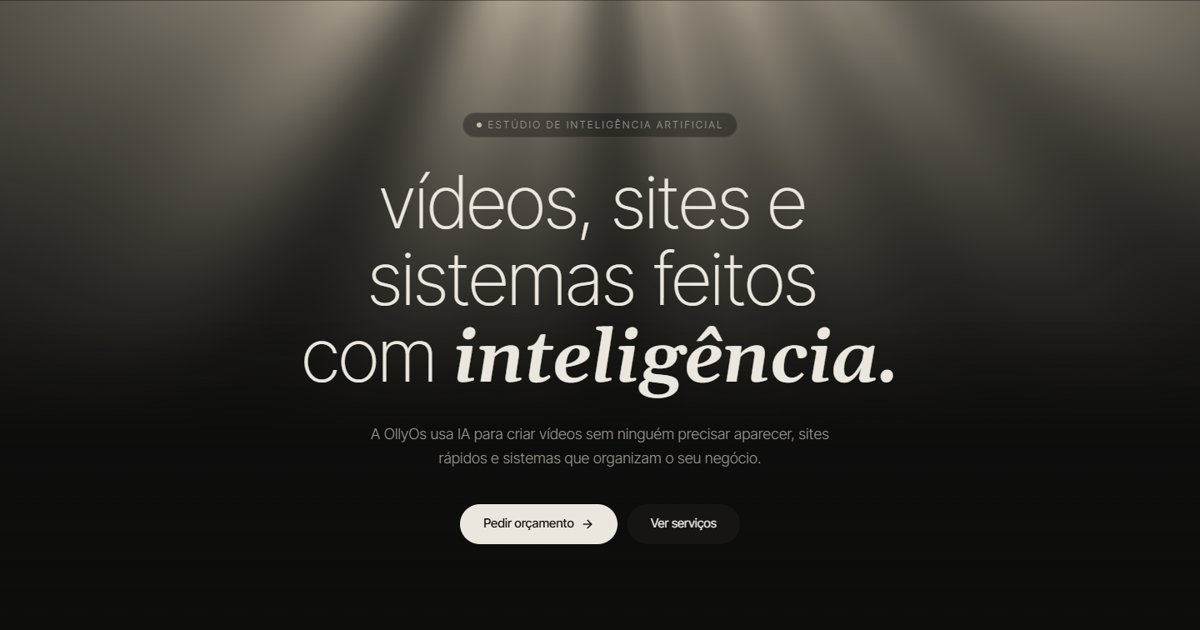 ESTÚDIO DE INTELIGÊNCIA ARTIFICIAL
vídeos, sites e
sistemas feitos
com inteligência.
A OllyOs usa IA para criar vídeos sem ninguém precisar aparecer, sites
rápidos e sistemas que organizam o seu negócio.
Pedir orçamento →
Ver serviços